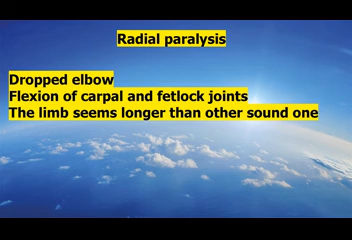 Radial paralysis
Dropped elbow
Flexion of carpal and fetlock joints
The limb seems longer than other sound one